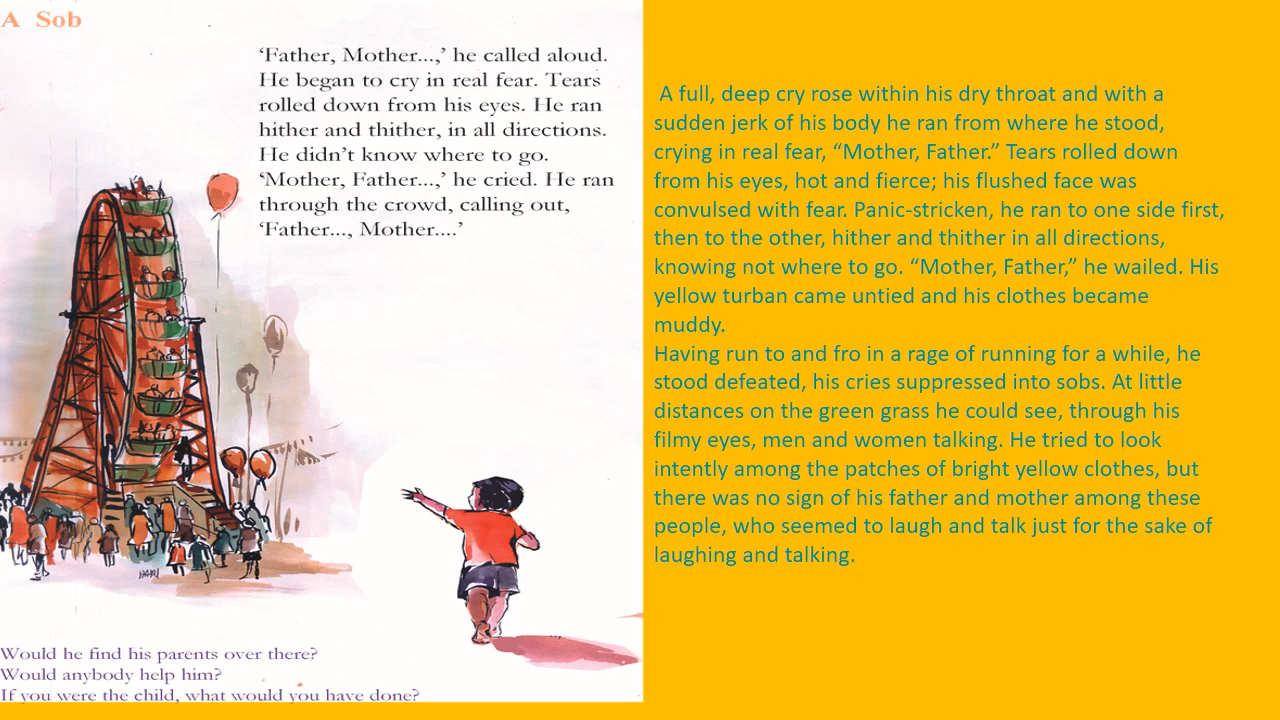 A Sob
‘Father, Mother...,’ he called aloud.
He began to cry in real fear. Tears
rolled down from his eyes. He ran
hither and thither, in all directions.
He didn’t know where to go.
‘Mother, Father...,’ he cried. He ran
through the crowd, calling out,
‘Father..., Mother....’
HARI
Would he find his parents over there?
Would anybody help him?
If you were the child, what would you have done?
A full, deep cry rose within his dry throat and with a
sudden jerk of his body he ran from where he stood,
crying in real fear, “Mother, Father.” Tears rolled down
from his eyes, hot and fierce; his flushed face was
convulsed with fear. Panic-stricken, he ran to one side first,
then to the other, hither and thither in all directions,
knowing not where to go. “Mother, Father,” he wailed. His
yellow turban came untied and his clothes became
muddy.
Having run to and fro in a rage of running for a while, he
stood defeated, his cries suppressed into sobs. At little
distances on the green grass he could see, through his
filmy eyes, men and women talking. He tried to look
intently among the patches of bright yellow clothes, but
there was no sign of his father and mother among these
people, who seemed to laugh and talk just for the sake of
laughing and talking.